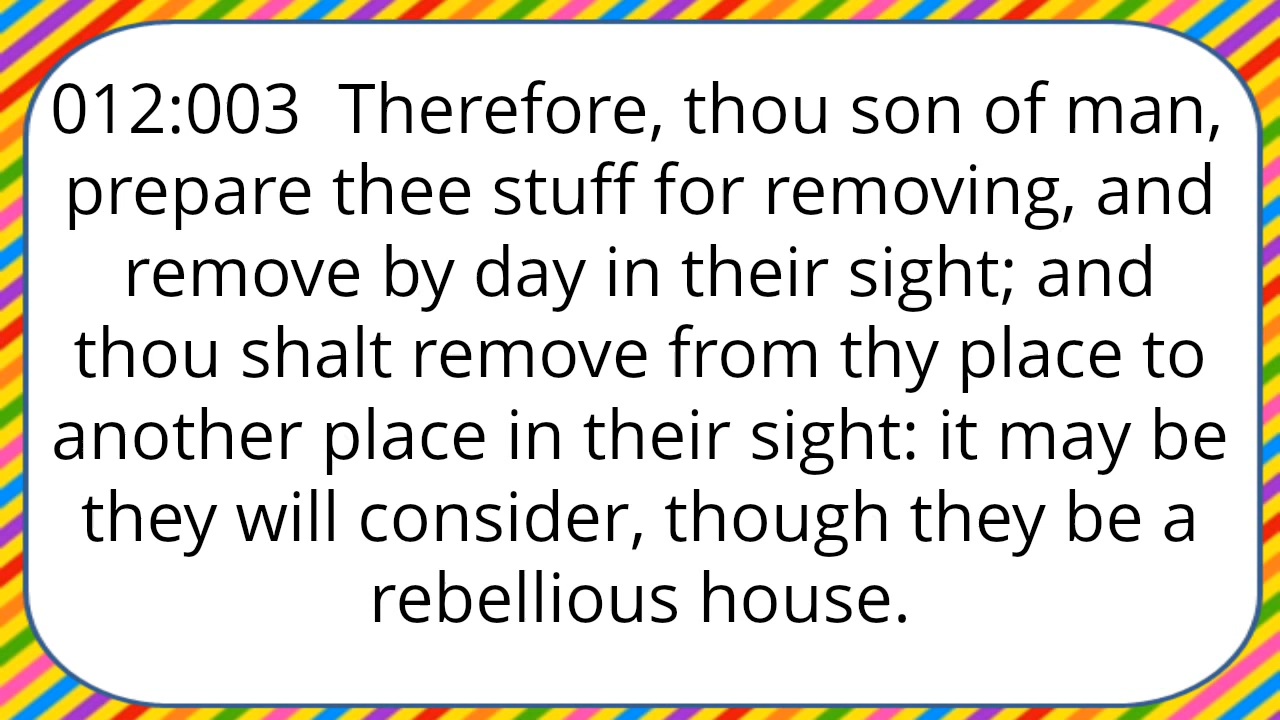 012:003  Therefore, thou son of man,
prepare thee stuff for removing, and
remove by day in their sight; and
thou shalt remove from thy place to
another place in their sight: it may be
they will consider, though they be a
rebellious house.